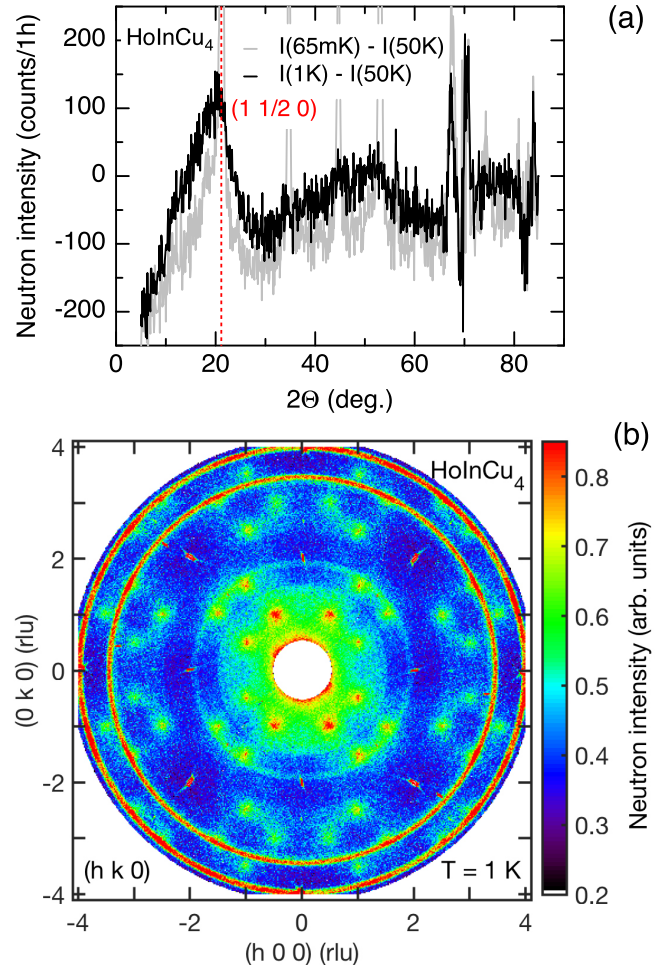 (a)
HoInCu4
I(65mK) - I(50K)
I(1K) - I(50K)
(1 1/2 0)
Neutron intensity (counts/1h)
200
100
0
-100
-200
0 20 40 60 80
2Θ (deg.)
(b)
HoInCu4
(0 k 0) (rlu)
4
2
0
-2
-4
(h k 0)
T = 1 K
-4 -2 0 2 4
(h 0 0) (rlu)
0.8
0.7
0.6
0.5
0.4
0.3
0.2
Neutron intensity (arb. units)